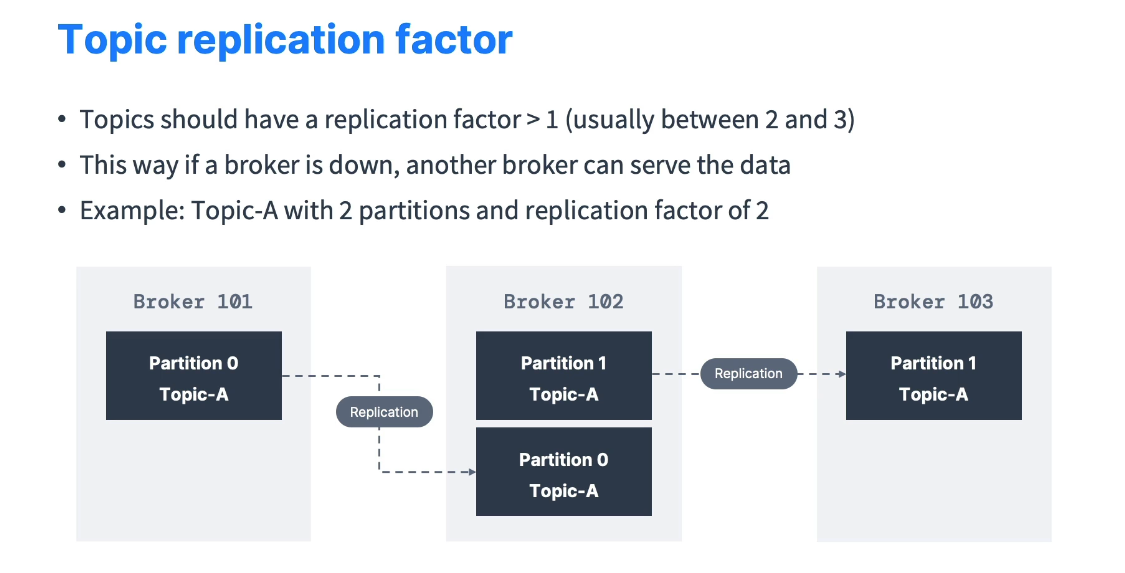 Topic replication factor
• Topics should have a replication factor > 1 (usually between 2 and 3)
• This way if a broker is down, another broker can serve the data
• Example: Topic-A with 2 partitions and replication factor of 2
Broker 101
Partition 0
Topic-A
Replication
Broker 102
Partition 1
Topic-A
Partition 0
Topic-A
Replication
Broker 103
Partition 1
Topic-A